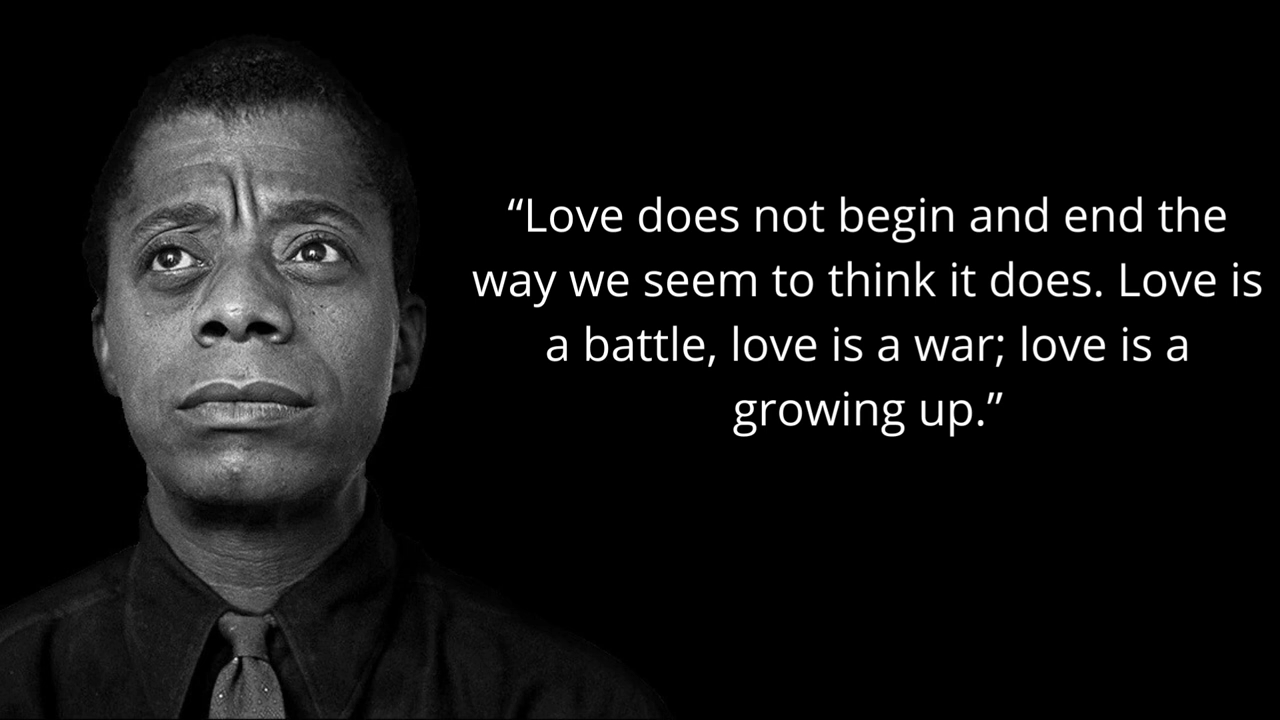 “Love does not begin and end the
way we seem to think it does. Love is
a battle, love is a war; love is a
growing up.”